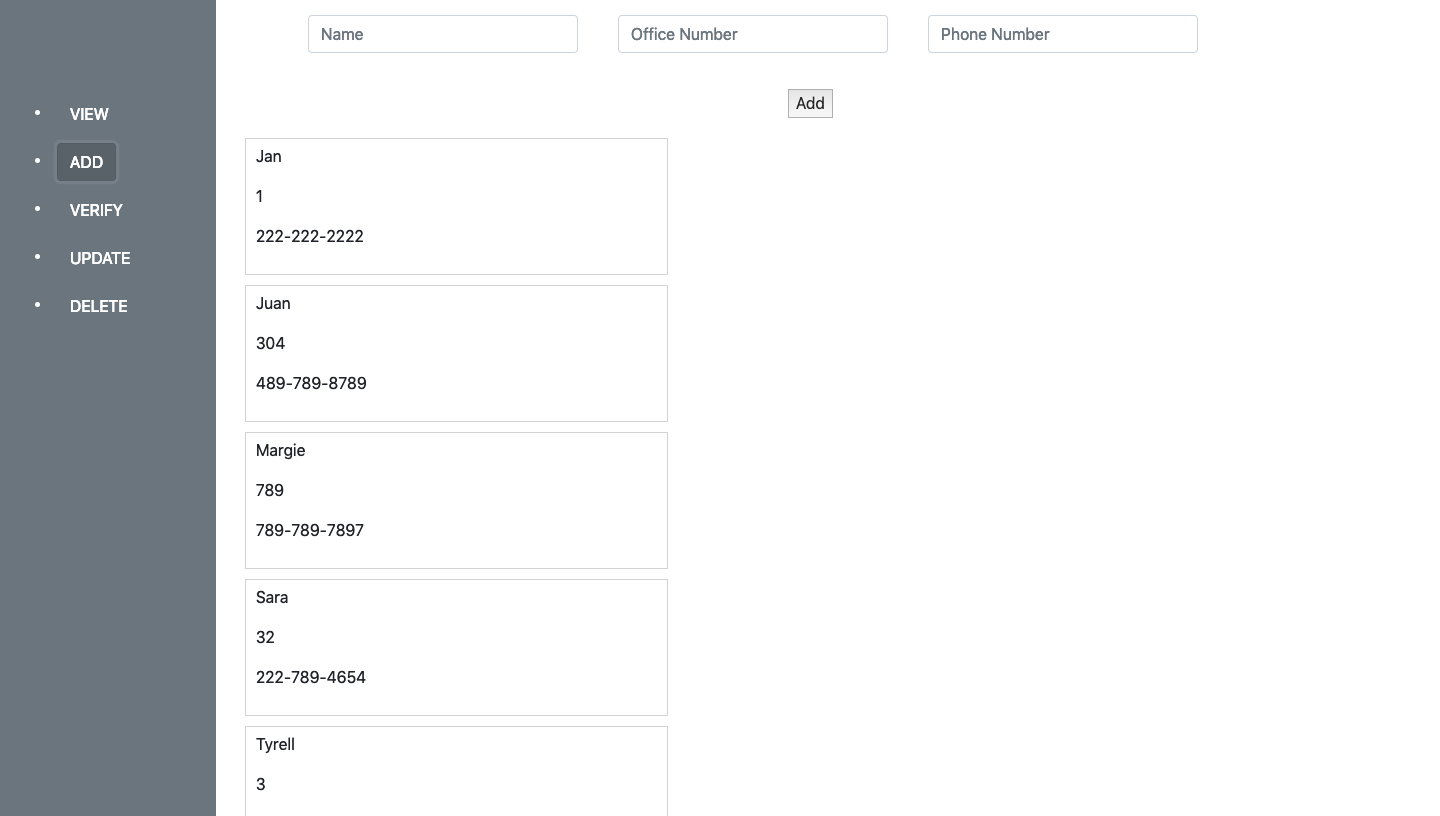 Name
Office Number
Phone Number
VIEW
ADD
VERIFY
UPDATE
DELETE
Add
Jan
1
222-222-2222
Juan
304
489-789-8789
Margie
789
789-789-7897
Sara
32
222-789-4654
Tyrell
3